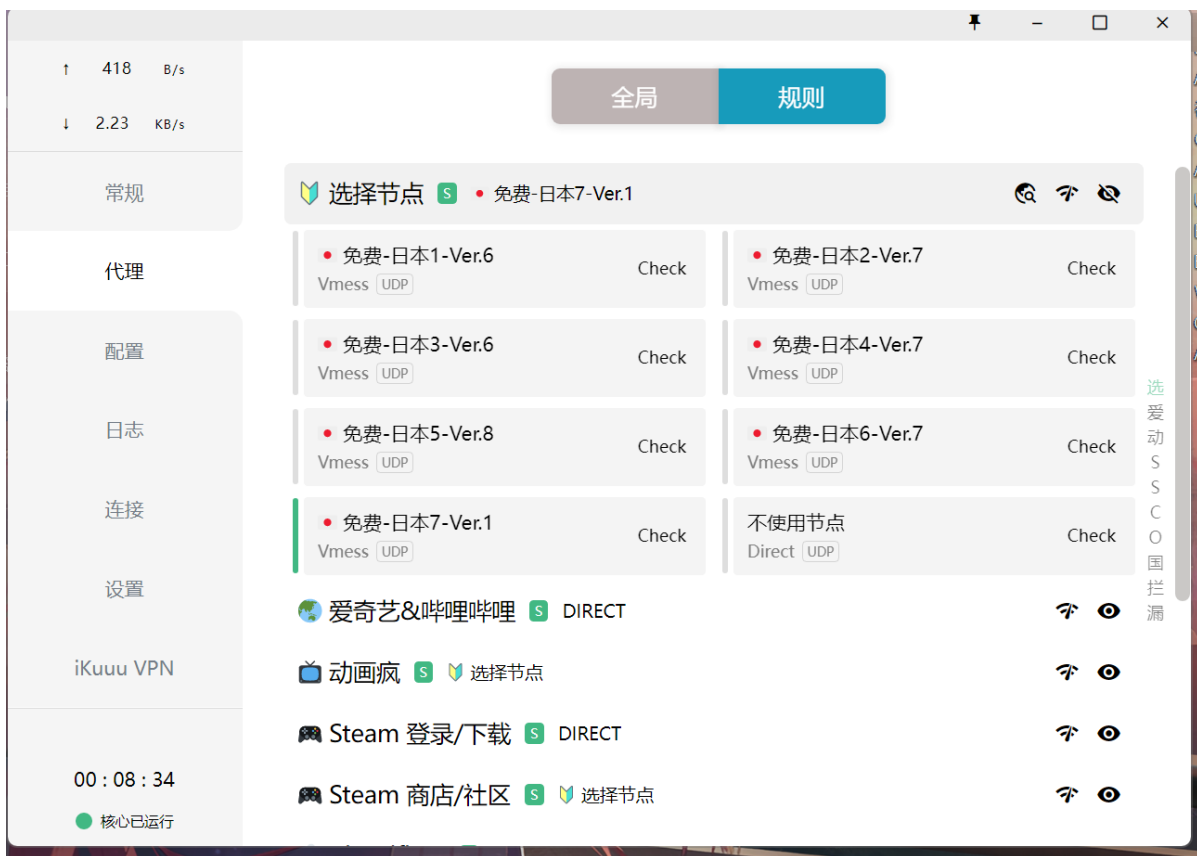 ↑ 418 B/s
↓ 2.23 KB/s
常规
代理
配置
日志
连接
设置
iKuuu VPN
00 : 08 : 34
核心已运行
全局 规则
选择节点 S 免费-日本7-Ver.1
免费-日本1-Ver.6
Vmess UDP
Check
免费-日本2-Ver.7
Vmess UDP
Check
免费-日本3-Ver.6
Vmess UDP
Check
免费-日本4-Ver.7
Vmess UDP
Check
免费-日本5-Ver.8
Vmess UDP
Check
免费-日本6-Ver.7
Vmess UDP
Check
免费-日本7-Ver.1
Vmess UDP
Check
不使用节点
Direct UDP
Check
爱奇艺&哔哩哔哩 S DIRECT
动画疯 S 选择节点
Steam 登录/下载 S DIRECT
Steam 商店/社区 S 选择节点
选
爱
动
S
S
C
O
国
拦
漏